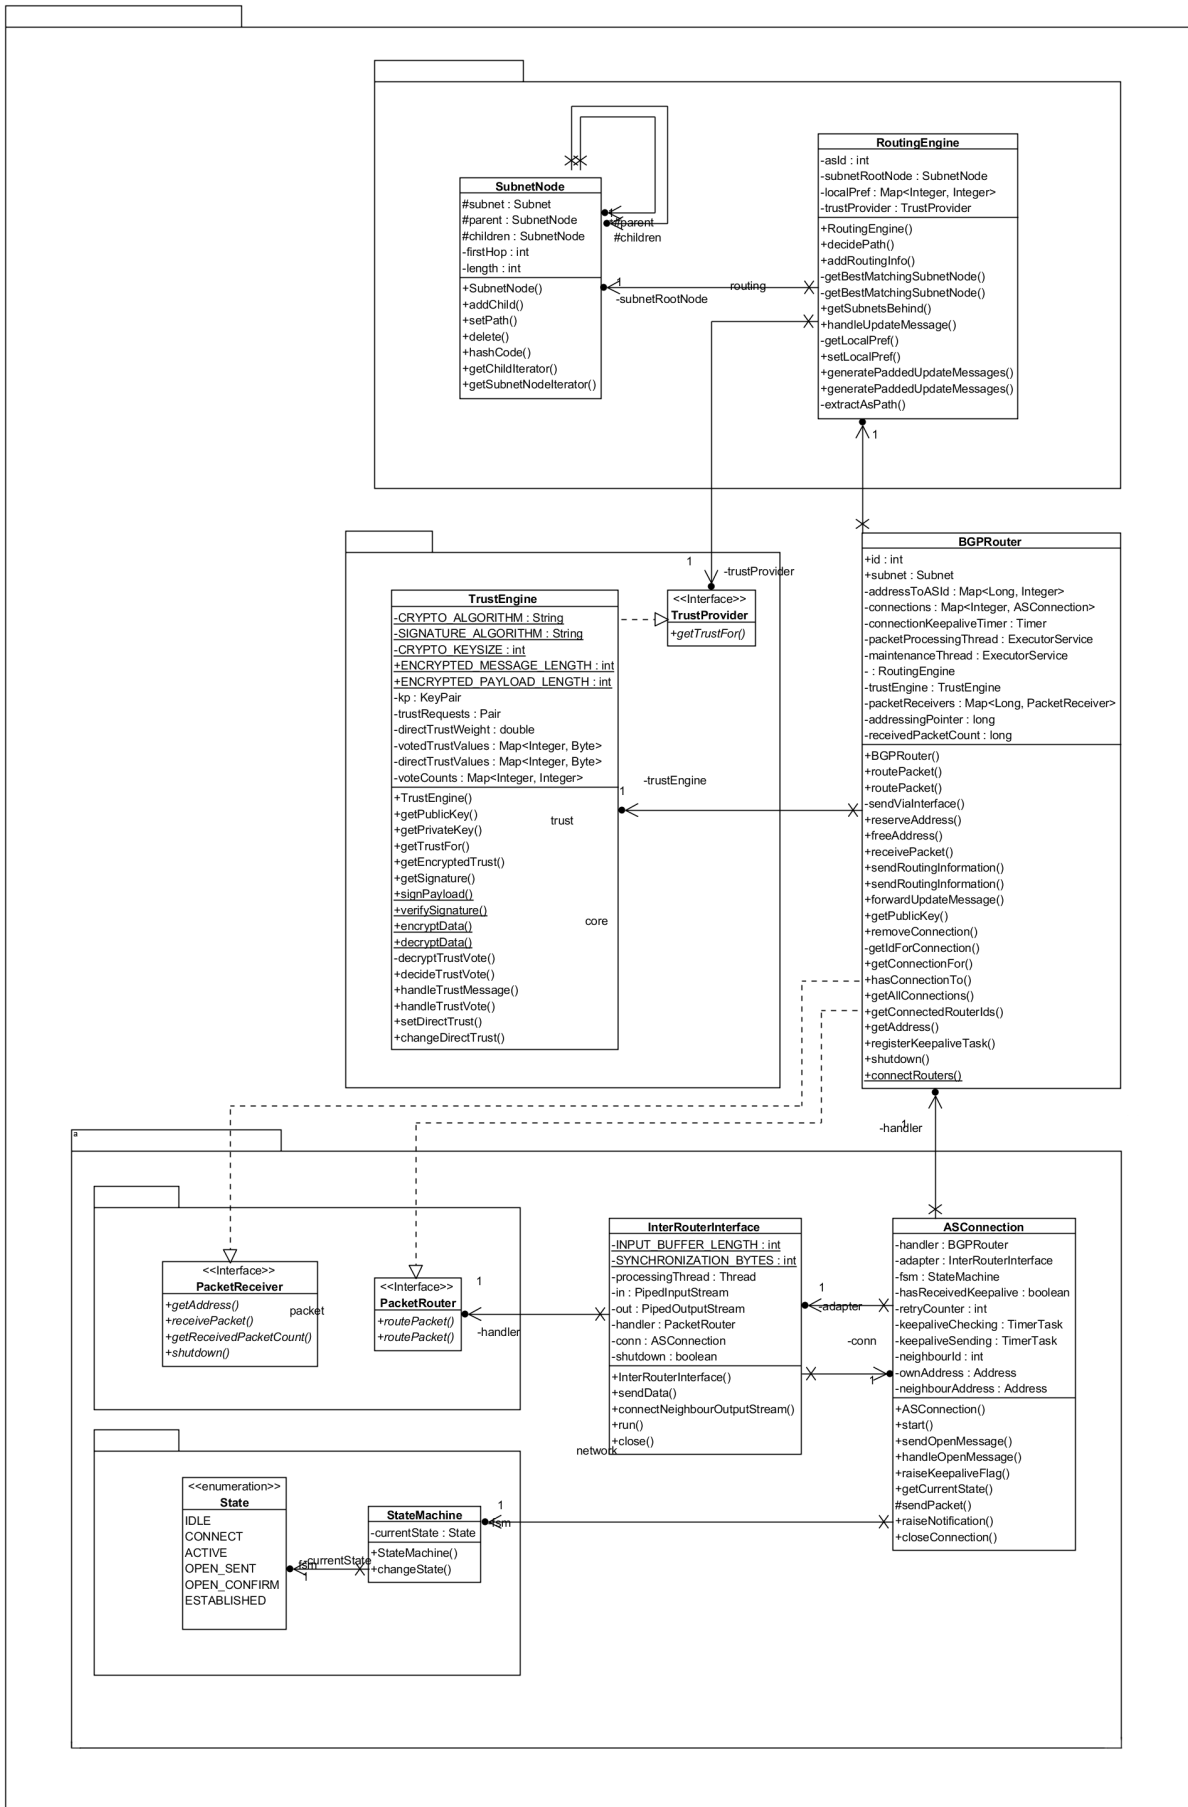 SubnetNode
#subnet : Subnet
#parent : SubnetNode
#children : SubnetNode
-firstHop : int
-length : int
+SubnetNode()
+addChild()
+setPath()
+delete()
+hashCode()
+getChildIterator()
+getSubnetNodeIterator()
#parent
#children
1
-subnetRootNode
routing
RoutingEngine
-asId : int
-subnetRootNode : SubnetNode
-localPref : Map<Integer, Integer>
-trustProvider : TrustProvider
+RoutingEngine()
+decidePath()
+addRoutingInfo()
-getBestMatchingSubnetNode()
-getBestMatchingSubnetNode()
+getSubnetsBehind()
+handleUpdateMessage()
-getLocalPref()
+setLocalPref()
+generatePaddedUpdateMessages()
+generatePaddedUpdateMessages()
-extractAsPath()
1
1
-trustProvider
<<Interface>>
TrustProvider
+getTrustFor()
TrustEngine
-CRYPTO_ALGORITHM : String
-SIGNATURE_ALGORITHM : String
-CRYPTO_KEYSIZE : int
+ENCRYPTED_MESSAGE_LENGTH : int
+ENCRYPTED_PAYLOAD_LENGTH : int
-kp : KeyPair
-trustRequests : Pair
-directTrustWeight : double
-votedTrustValues : Map<Integer, Byte>
-directTrustValues : Map<Integer, Byte>
-voteCounts : Map<Integer, Integer>
+TrustEngine()
+getPublicKey()
+getPrivateKey()
+getTrustFor()
+getEncryptedTrust()
+getSignature()
+signPayload()
+verifySignature()
+encryptData()
+decryptData()
-decryptTrustVote()
+decideTrustVote()
+handleTrustMessage()
+handleTrustVote()
+setDirectTrust()
+changeDirectTrust()
-trustEngine
1
trust
core
BGPRouter
+id : int
+subnet : Subnet
-addressToASId : Map<Long, Integer>
-connections : Map<Integer, ASConnection>
-connectionKeepaliveTimer : Timer
-packetProcessingThread : ExecutorService
-maintenanceThread : ExecutorService
- : RoutingEngine
-trustEngine : TrustEngine
-packetReceivers : Map<Long, PacketReceiver>
-addressingPointer : long
-receivedPacketCount : long
+BGPRouter()
+routePacket()
+routePacket()
-sendViaInterface()
+reserveAddress()
+freeAddress()
+receivePacket()
+sendRoutingInformation()
+sendRoutingInformation()
+forwardUpdateMessage()
+getPublicKey()
+removeConnection()
-getIdForConnection()
+getConnectionFor()
+hasConnectionTo()
+getAllConnections()
+getConnectedRouterIds()
+getAddress()
+registerKeepaliveTask()
+shutdown()
+connectRouters()
1
-handler
a
<<Interface>>
PacketReceiver
+getAddress()
+receivePacket()
+getReceivedPacketCount()
+shutdown()
packet
<<Interface>>
PacketRouter
+routePacket()
+routePacket()
1
-handler
InterRouterInterface
-INPUT_BUFFER_LENGTH : int
-SYNCHRONIZATION_BYTES : int
-processingThread : Thread
-in : PipedInputStream
-out : PipedOutputStream
-handler : PacketRouter
-conn : ASConnection
-shutdown : boolean
+InterRouterInterface()
+sendData()
+connectNeighbourOutputStream()
+run()
+close()
network
1
-adapter
-conn
1
ASConnection
-handler : BGPRouter
-adapter : InterRouterInterface
-fsm : StateMachine
-hasReceivedKeepalive : boolean
-retryCounter : int
-keepaliveChecking : TimerTask
-keepaliveSending : TimerTask
-neighbourId : int
-ownAddress : Address
-neighbourAddress : Address
+ASConnection()
+start()
+sendOpenMessage()
+handleOpenMessage()
+raiseKeepaliveFlag()
+getCurrentState()
#sendPacket()
+raiseNotification()
+closeConnection()
<<enumeration>>
State
IDLE
CONNECT
ACTIVE
OPEN_SENT
OPEN_CONFIRM
ESTABLISHED
fsm
-currentState
1
StateMachine
-currentState : State
+StateMachine()
+changeState()
1
-fsm